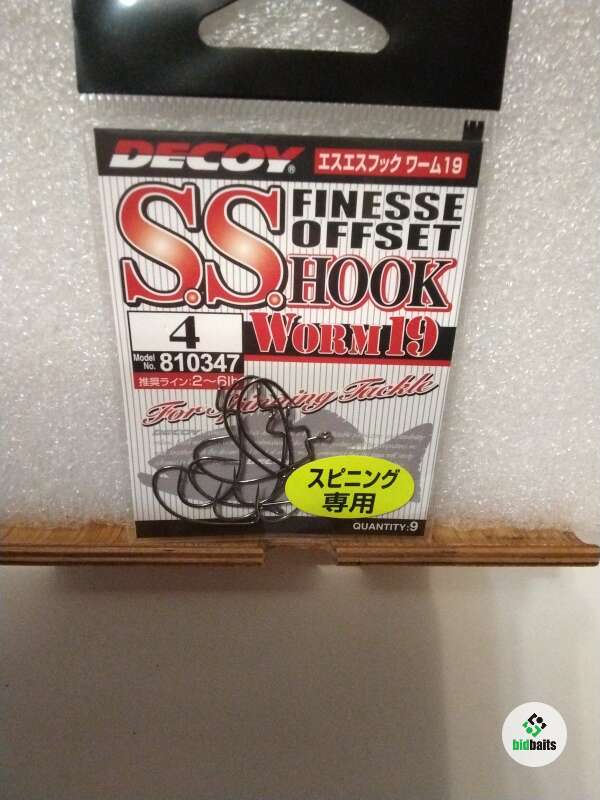 DECOY®
エスエスフック ワーム19
S.S. FINESSE
OFFSET
HOOK
WORM19
4
Model No. 810347
推奨ライン:2〜6lb
For Spinning Tackle
スピニング
専用
QUANTITY:9
bidbaits